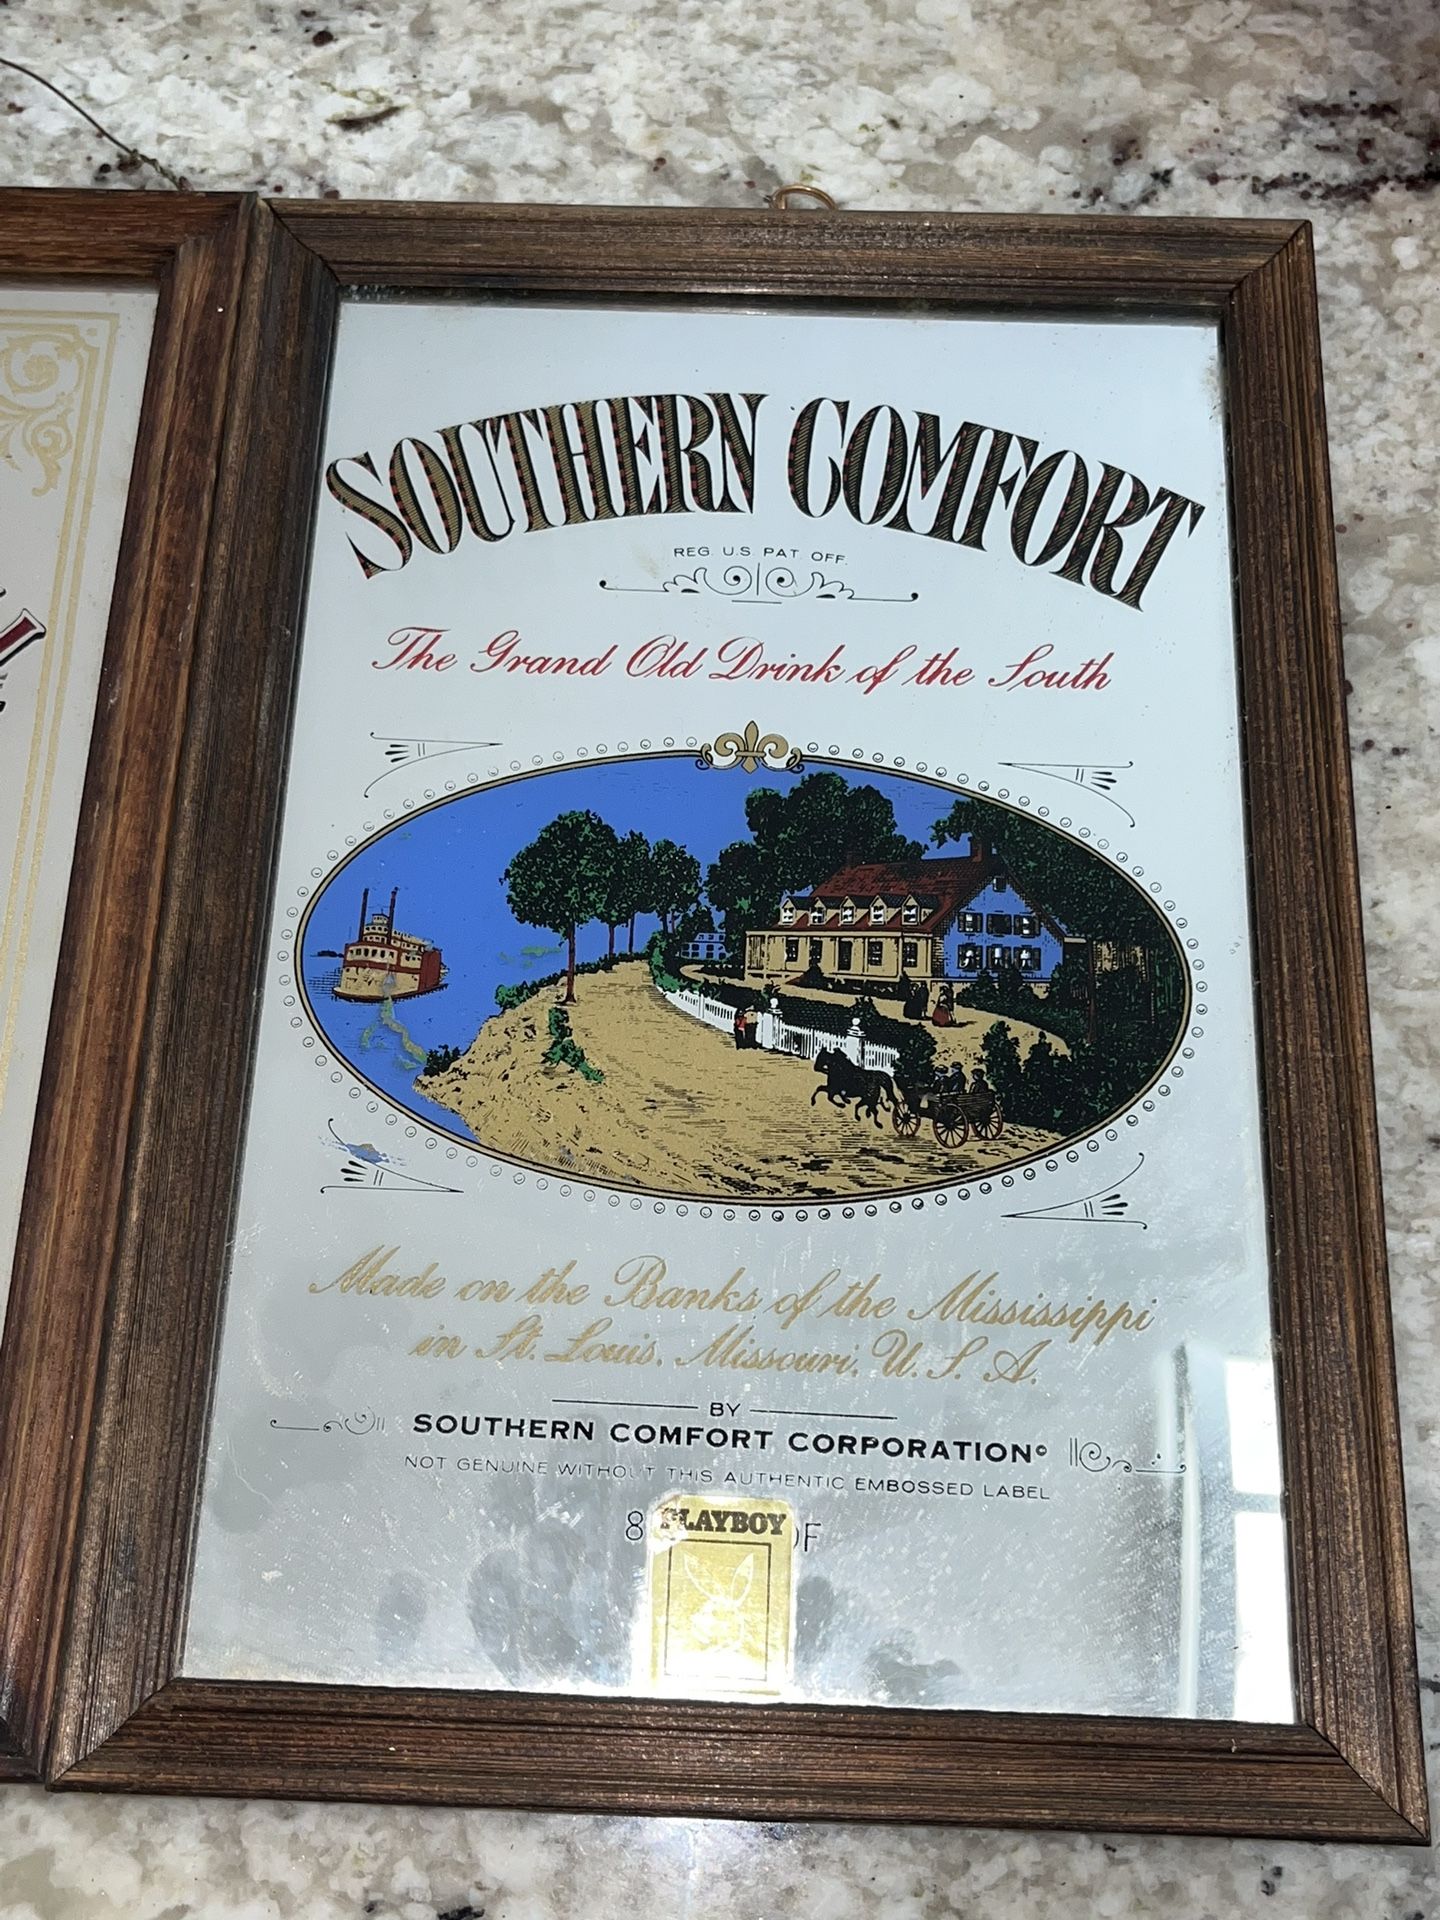 SOUTHERN COMFORT
REG. U.S. PAT. OFF.
The Grand Old Drink of the South
Made on the Banks of the Mississippi
in St. Louis, Missouri, U. S. A.
BY
SOUTHERN COMFORT CORPORATION©
NOT GENUINE WITHOUT THIS AUTHENTIC EMBOSSED LABEL
PLAYBOY